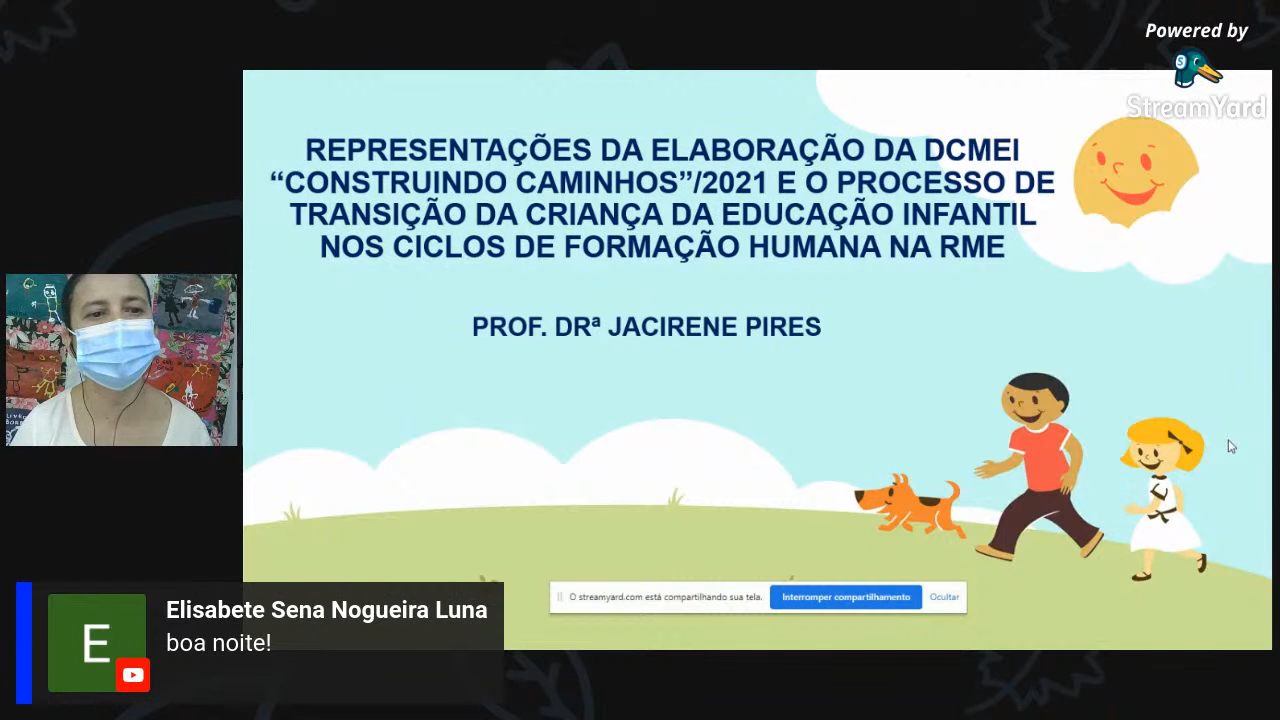 Powered by
StreamYard
REPRESENTAÇÕES DA ELABORAÇÃO DA DCMEI
“CONSTRUINDO CAMINHOS”/2021 E O PROCESSO DE
TRANSIÇÃO DA CRIANÇA DA EDUCAÇÃO INFANTIL
NOS CICLOS DE FORMAÇÃO HUMANA NA RME
PROF. DRª JACIRENE PIRES
O streamyard.com está compartilhando sua tela.
Interromper compartilhamento
Ocultar
E
Elisabete Sena Nogueira Luna
boa noite!